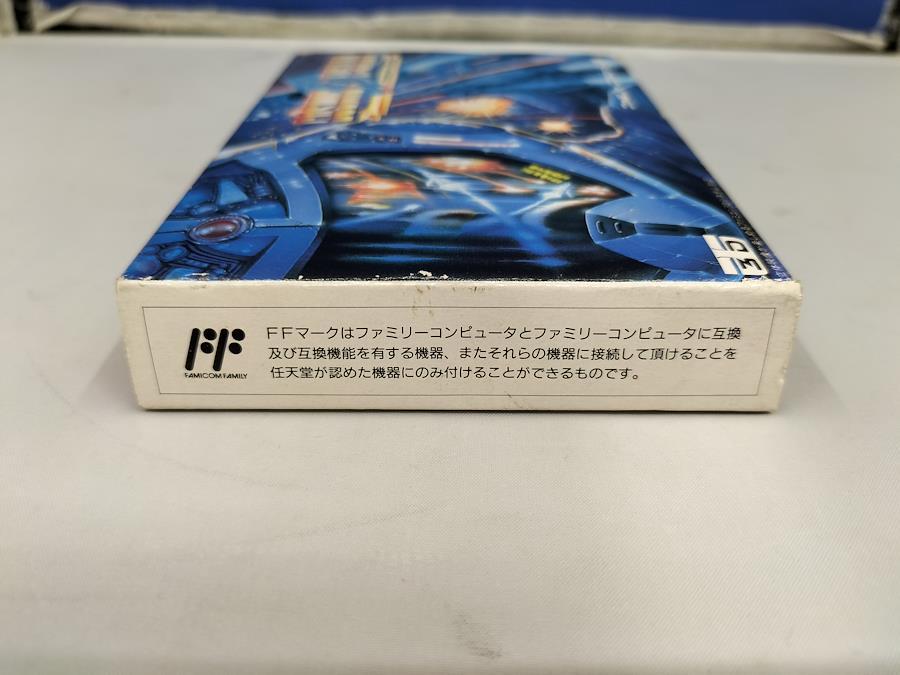 3D
FFマークはファミリーコンピュータとファミリーコンピュータに互換
及び互換機能を有する機器、またそれらの機器に接続して頂けることを
任天堂が認めた機器にのみ付けることができるものです。
FF
FAMICOM FAMILY